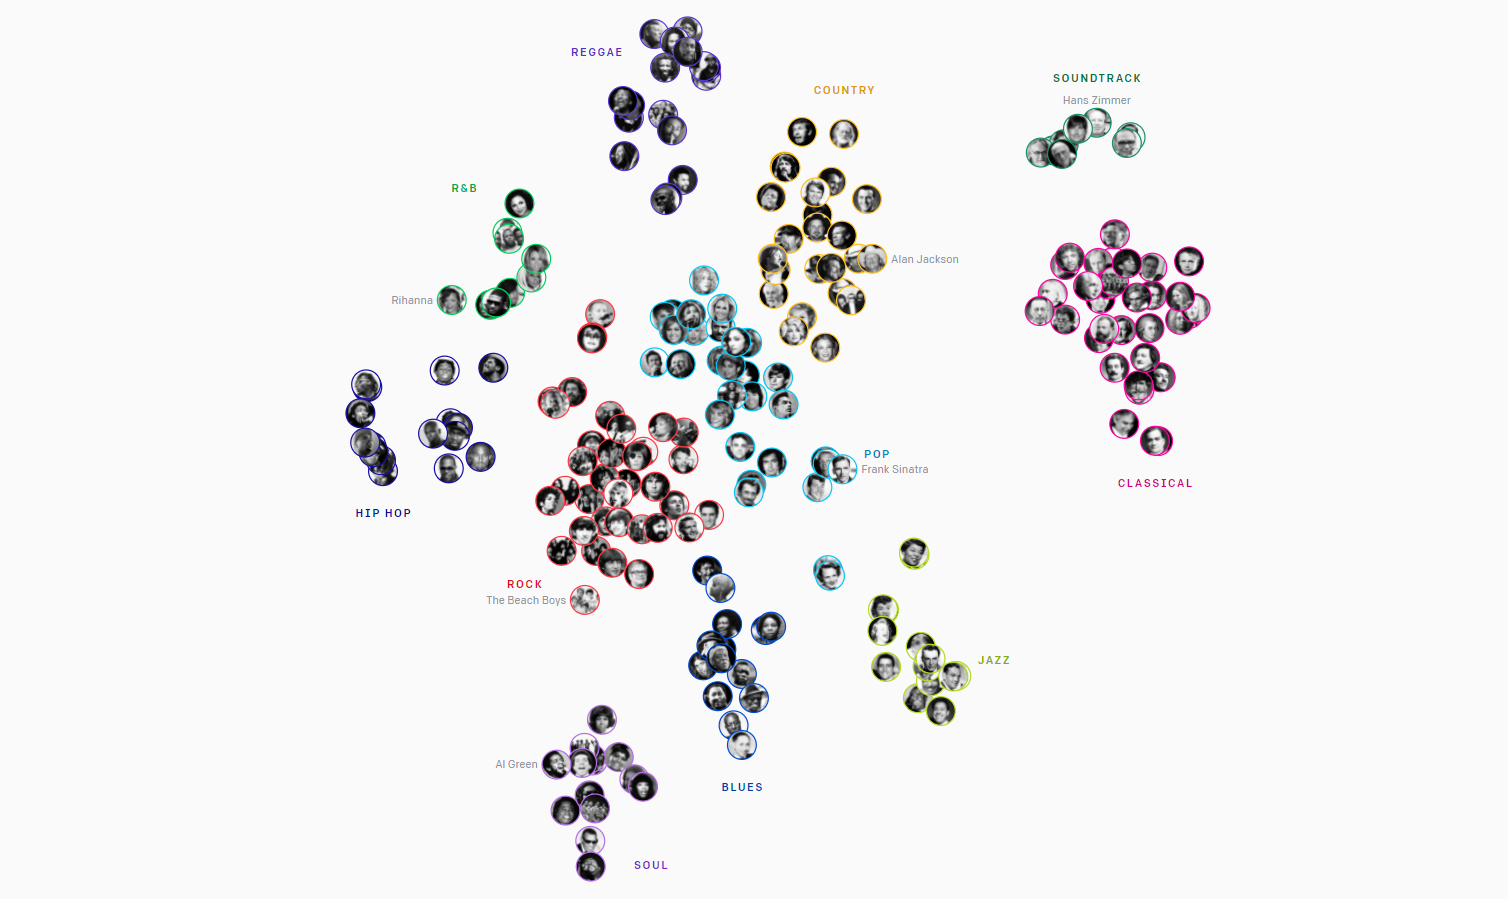 REGGAE
SOUNDTRACK
COUNTRY
Hans Zimmer
R&B
Alan Jackson
Rihanna
POP
Frank Sinatra
CLASSICAL
HIP HOP
ROCK
The Beach Boys
JAZZ
Al Green
BLUES
SOUL